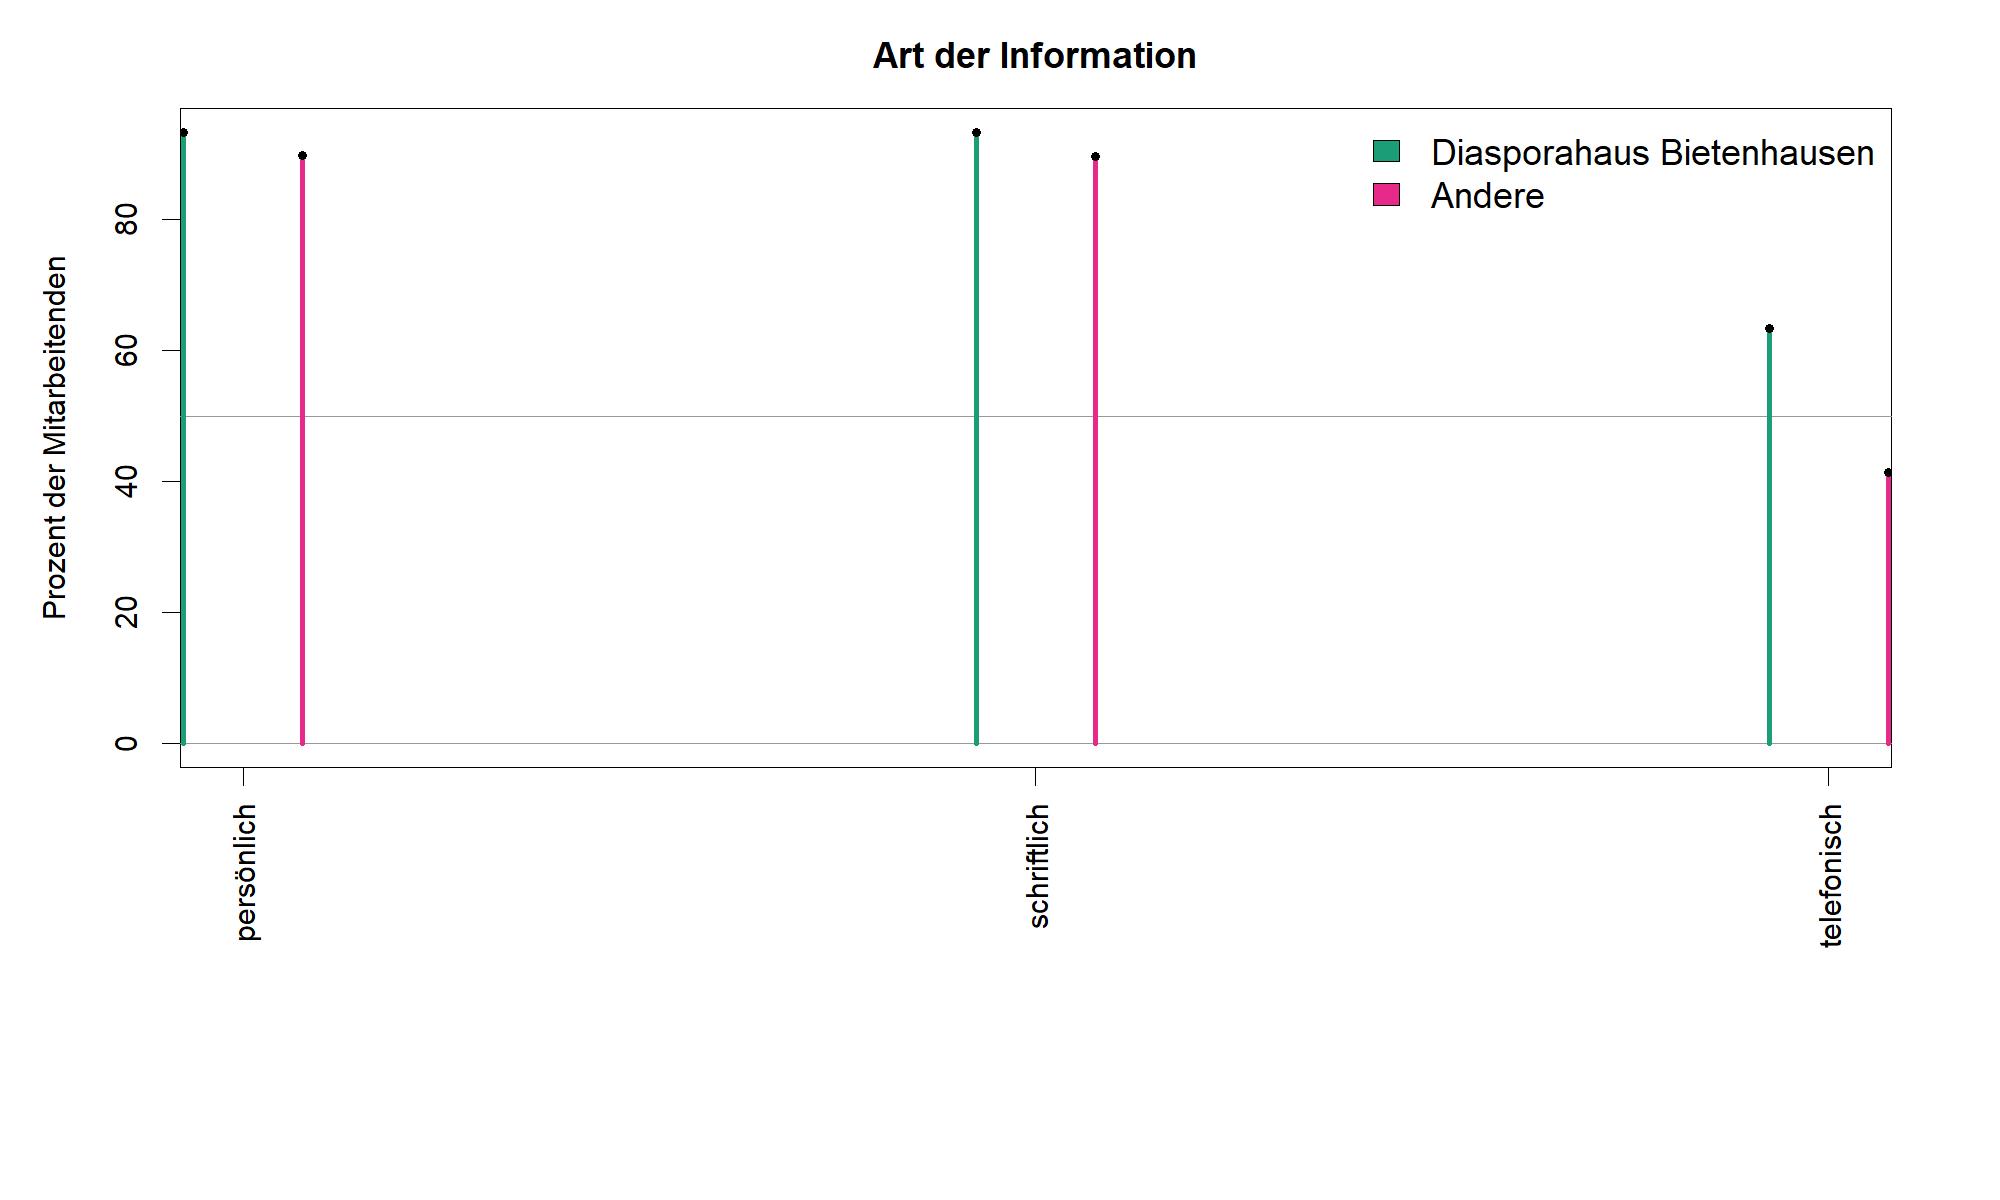 Art der Information
Diasporahaus Bietenhausen
Andere
Prozent der Mitarbeitenden
80
60
40
20
0
persönlich
schriftlich
telefonisch